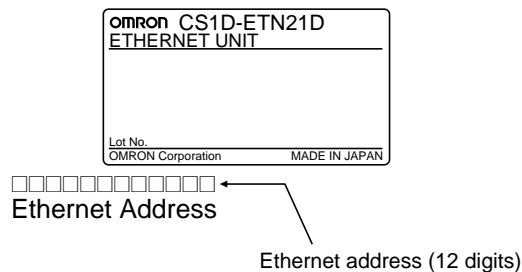 OMRON CS1D-ETN21D
ETHERNET UNIT
Lot No.
OMRON Corporation MADE IN JAPAN
□□□□□□□□□□□□
Ethernet Address
Ethernet address (12 digits)